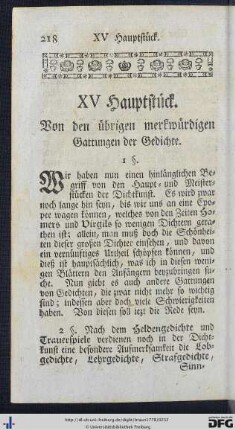 218 XV Hauptstück.
XV Hauptstück.
Von den übrigen merkwürdigen
Gattungen der Gedichte.
1 §.
Wir haben nun einen hinlänglichen Be-
griff von den Haupt- und Meister-
stücken der Dichtkunst. Es wird zwar
noch lange hin seyn, bis wir uns an eine Epo-
pee wagen können, welches von den Zeiten Ho-
mers und Virgils so wenigen Dichtern gera-
then ist: allein, man muß doch die Schönhei-
ten dieser großen Dichter einsehen, und davon
ein vernünftiges Urtheil schöpfen können, und
dieß ist hauptsächlich, was ich in diesen weni-
gen Blättern den Anfängern beyzubringen su-
che. Nun giebt es auch andere Gattungen
von Gedichten, die zwar nicht mehr so wichtig
sind; indessen aber doch viele Schwierigkeiten
haben. Von diesen soll itzt die Rede seyn.
2 §. Nach dem Heldengedichte und
Trauerspiele verdienen noch in der Dicht-
kunst eine besondere Aufmerksamkeit die Lob-
gedichte, Lehrgedichte, Strafgedichte,
Sinn-
© Universitätsbibliothek Freiburg
DFG